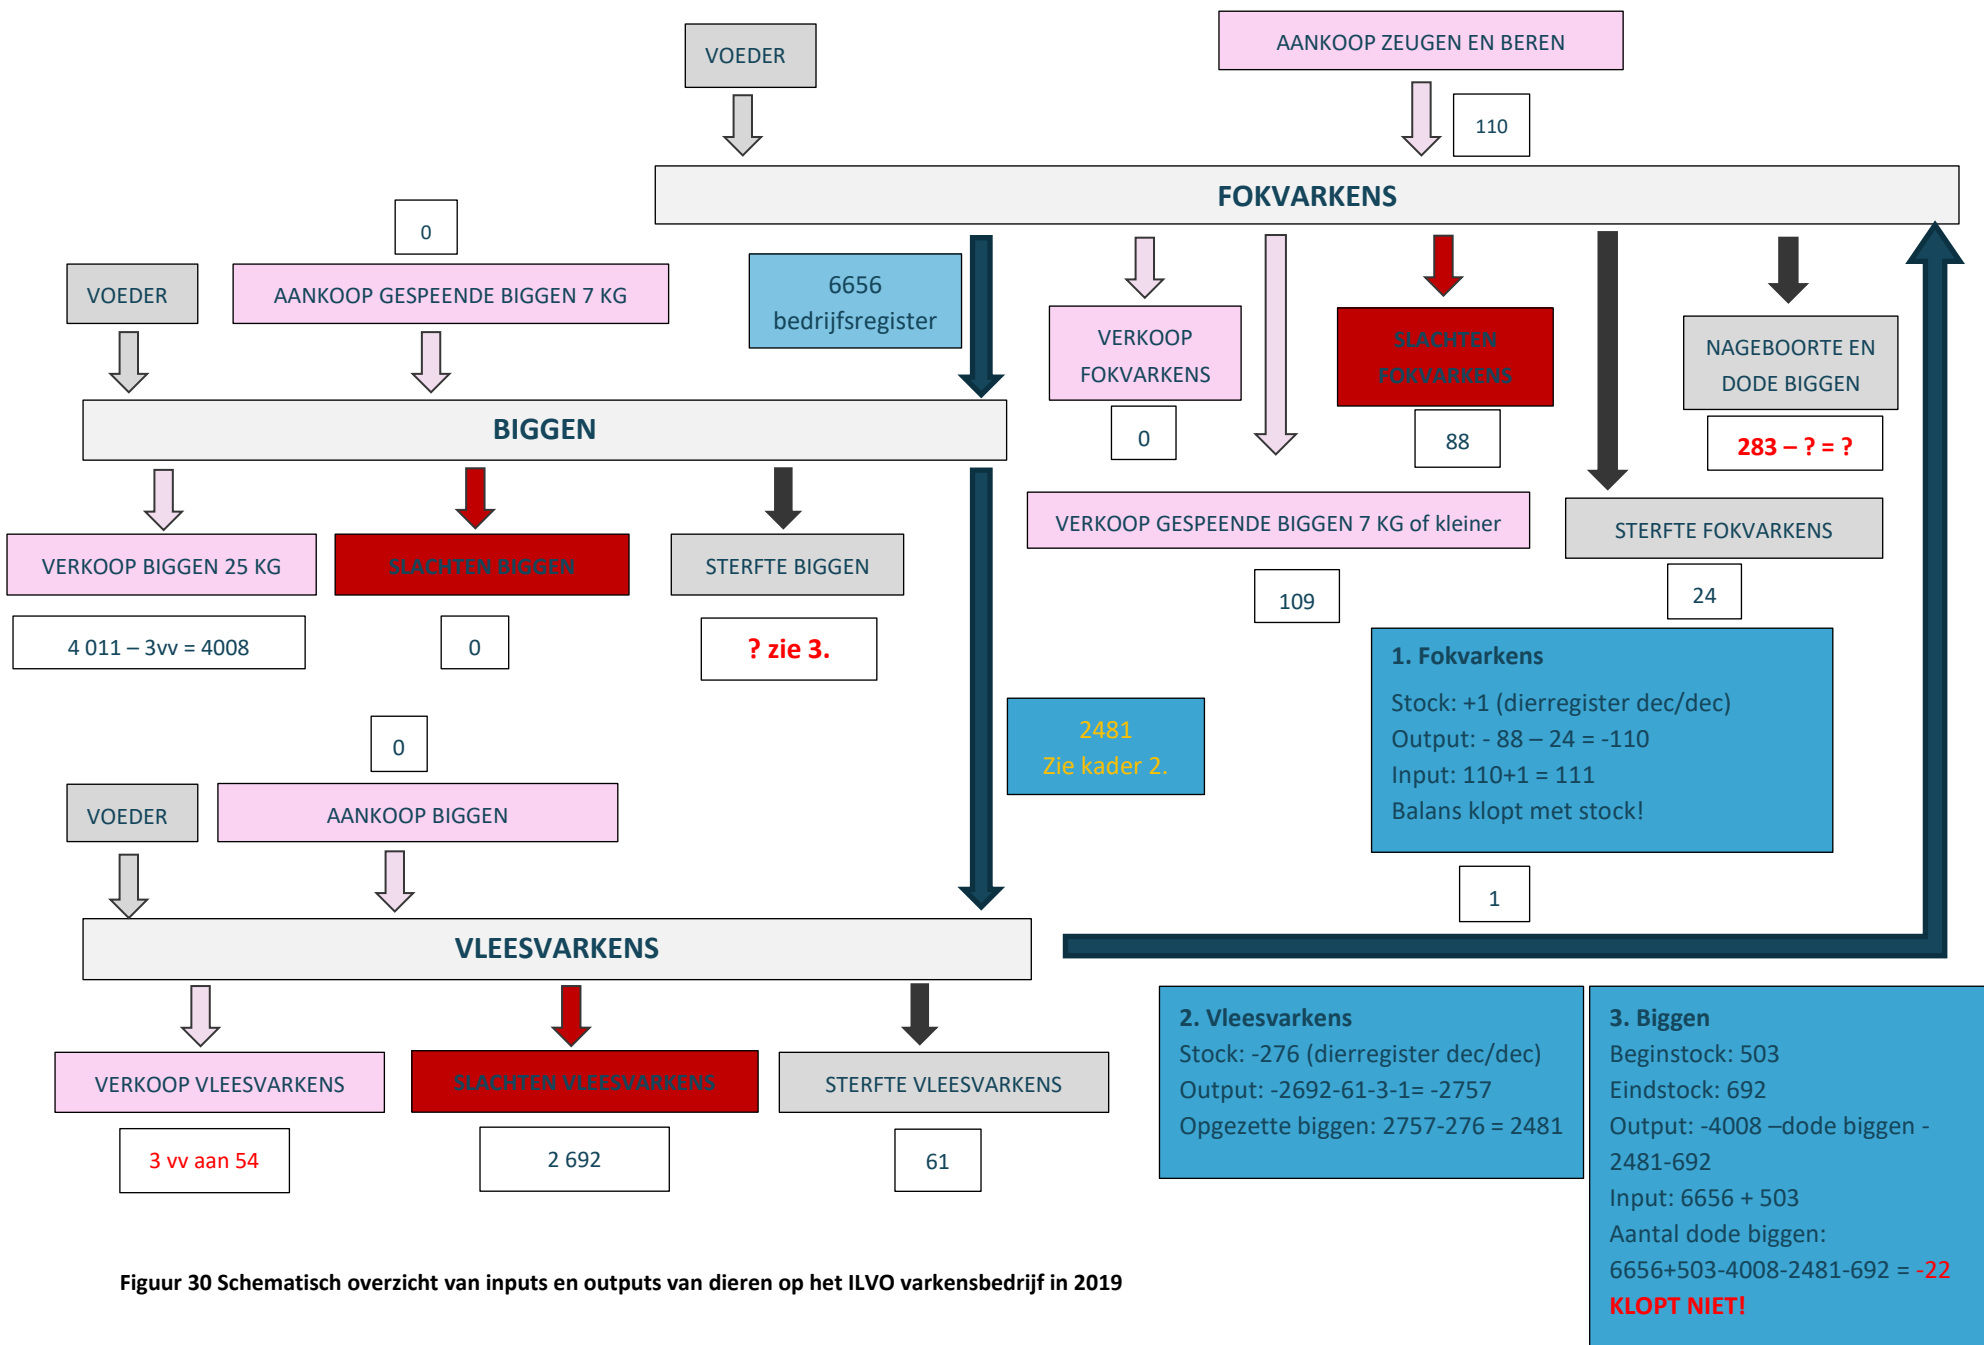 VOEDER
AANKOOP ZEUGEN EN BEREN
110
FOKVARKENS
0
VOEDER
AANKOOP GESPEENDE BIGGEN 7 KG
6656
bedrijfsregister
VERKOOP
FOKVARKENS
0
SLACHTEN
FOKVARKENS
88
NAGEBOORTE EN
DODE BIGGEN
283 – ? = ?
BIGGEN
VERKOOP GESPEENDE BIGGEN 7 KG of kleiner
109
STERFTE FOKVARKENS
24
VERKOOP BIGGEN 25 KG
4 011 – 3vv = 4008
SLACHTEN BIGGEN
0
STERFTE BIGGEN
? zie 3.
1. Fokvarkens
Stock: +1 (dierregister dec/dec)
Output: - 88 – 24 = -110
Input: 110+1 = 111
Balans klopt met stock!
1
2481
Zie kader 2.
0
VOEDER
AANKOOP BIGGEN
VLEESVARKENS
VERKOOP VLEESVARKENS
3 vv aan 54
SLACHTEN VLEESVARKENS
2 692
STERFTE VLEESVARKENS
61
2. Vleesvarkens
Stock: -276 (dierregister dec/dec)
Output: -2692-61-3-1= -2757
Opgezette biggen: 2757-276 = 2481
3. Biggen
Beginstock: 503
Eindstock: 692
Output: -4008 –dode biggen -
2481-692
Input: 6656 + 503
Aantal dode biggen:
6656+503-4008-2481-692 = -22
KLOPT NIET!
Figuur 30 Schematisch overzicht van inputs en outputs van dieren op het ILVO varkensbedrijf in 2019